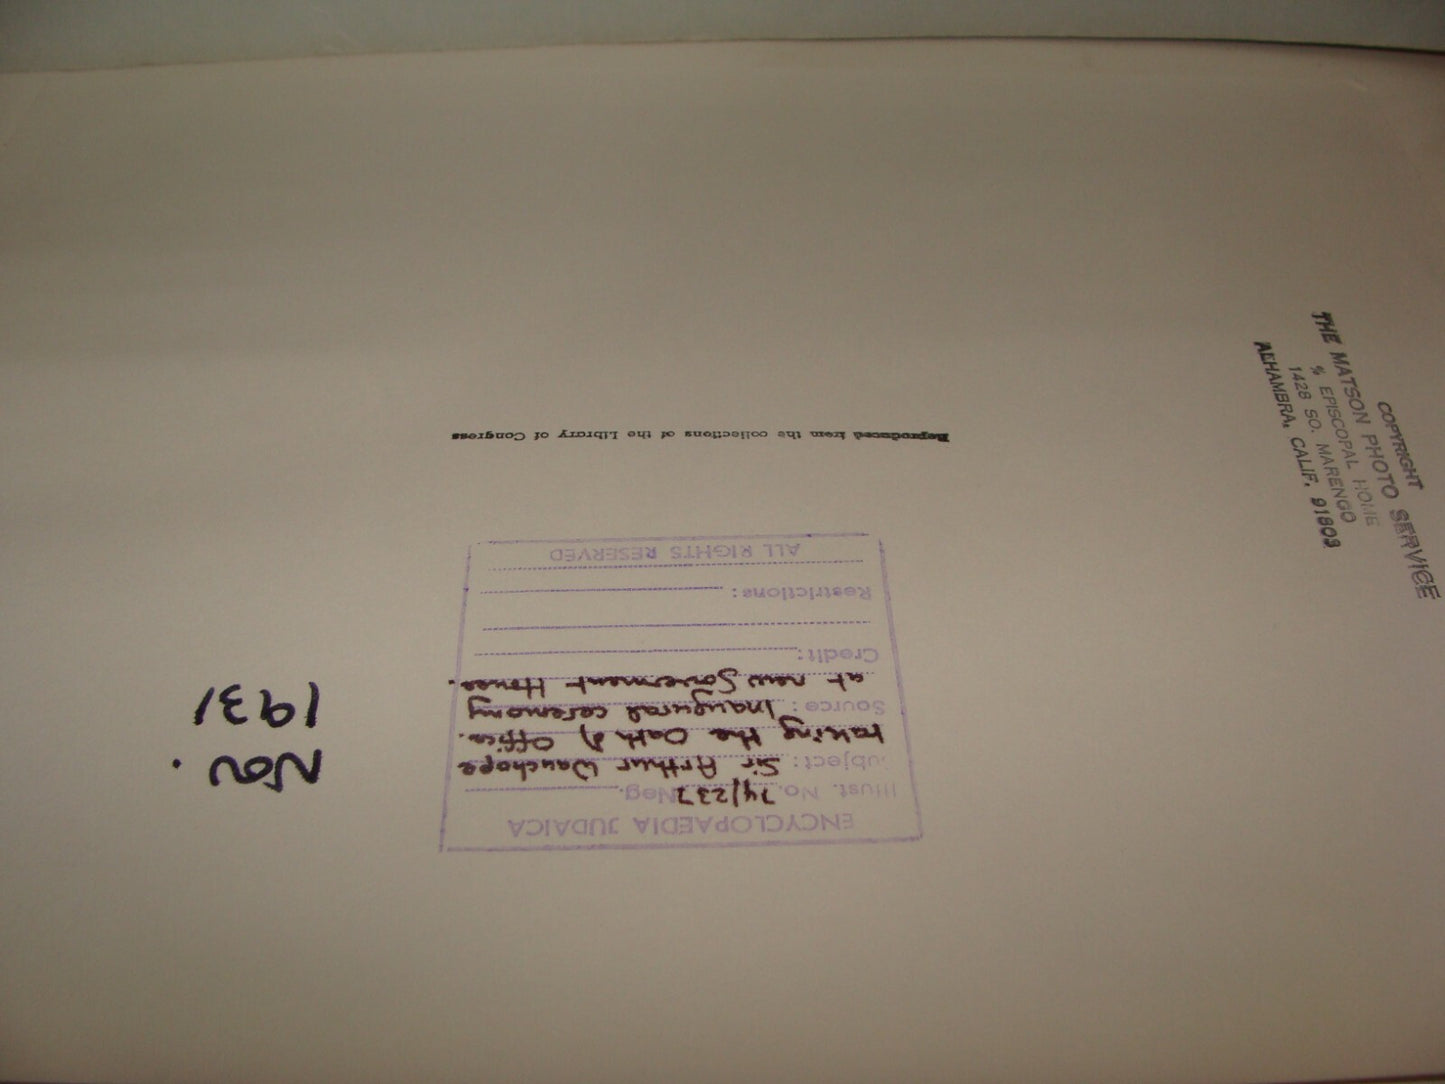 ENCYCLOPAEDIA JUDAICA
Illust. No. 74/237 Neg.
Subject: Sir Arthur Wauchope
taking the Oath of Office.
Source: Inaugural ceremony
at new Government House.
Credit:
Restrictions:
ALL RIGHTS RESERVED
Nov.
1931
Reproduced from the collections of the Library of Congress
COPYRIGHT
THE MATSON PHOTO SERVICE
% EPISCOPAL HOME
1428 SO. MARENGO
ALHAMBRA, CALIF. 91803